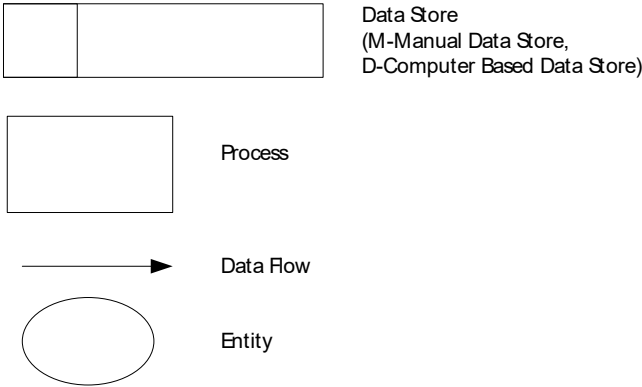 Data Store
(M-Manual Data Store,
D-Computer Based Data Store)
Process
Data Flow
Entity